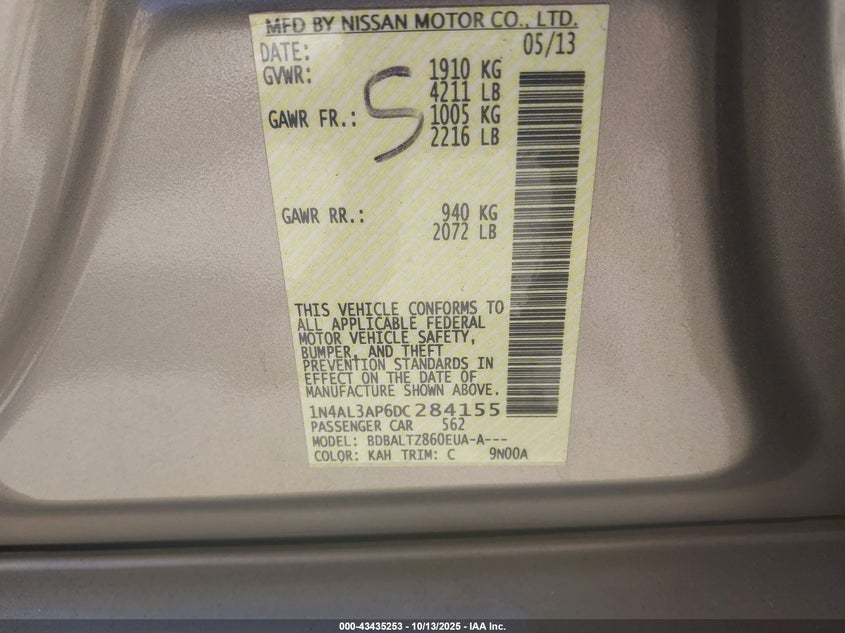 MFD BY NISSAN MOTOR CO., LTD.
DATE: 05/13
GVWR: 1910 KG
4211 LB
GAWR FR.: 1005 KG
2216 LB
S
GAWR RR.: 940 KG
2072 LB
THIS VEHICLE CONFORMS TO
ALL APPLICABLE FEDERAL
MOTOR VEHICLE SAFETY,
BUMPER, AND THEFT
PREVENTION STANDARDS IN
EFFECT ON THE DATE OF
MANUFACTURE SHOWN ABOVE.
1N4AL3AP6DC284155
PASSENGER CAR 562
MODEL: BDBALTZ860EUA-A---
COLOR: KAH TRIM: C 9N00A
000-43435253 - 10/13/2025 - IAA Inc.